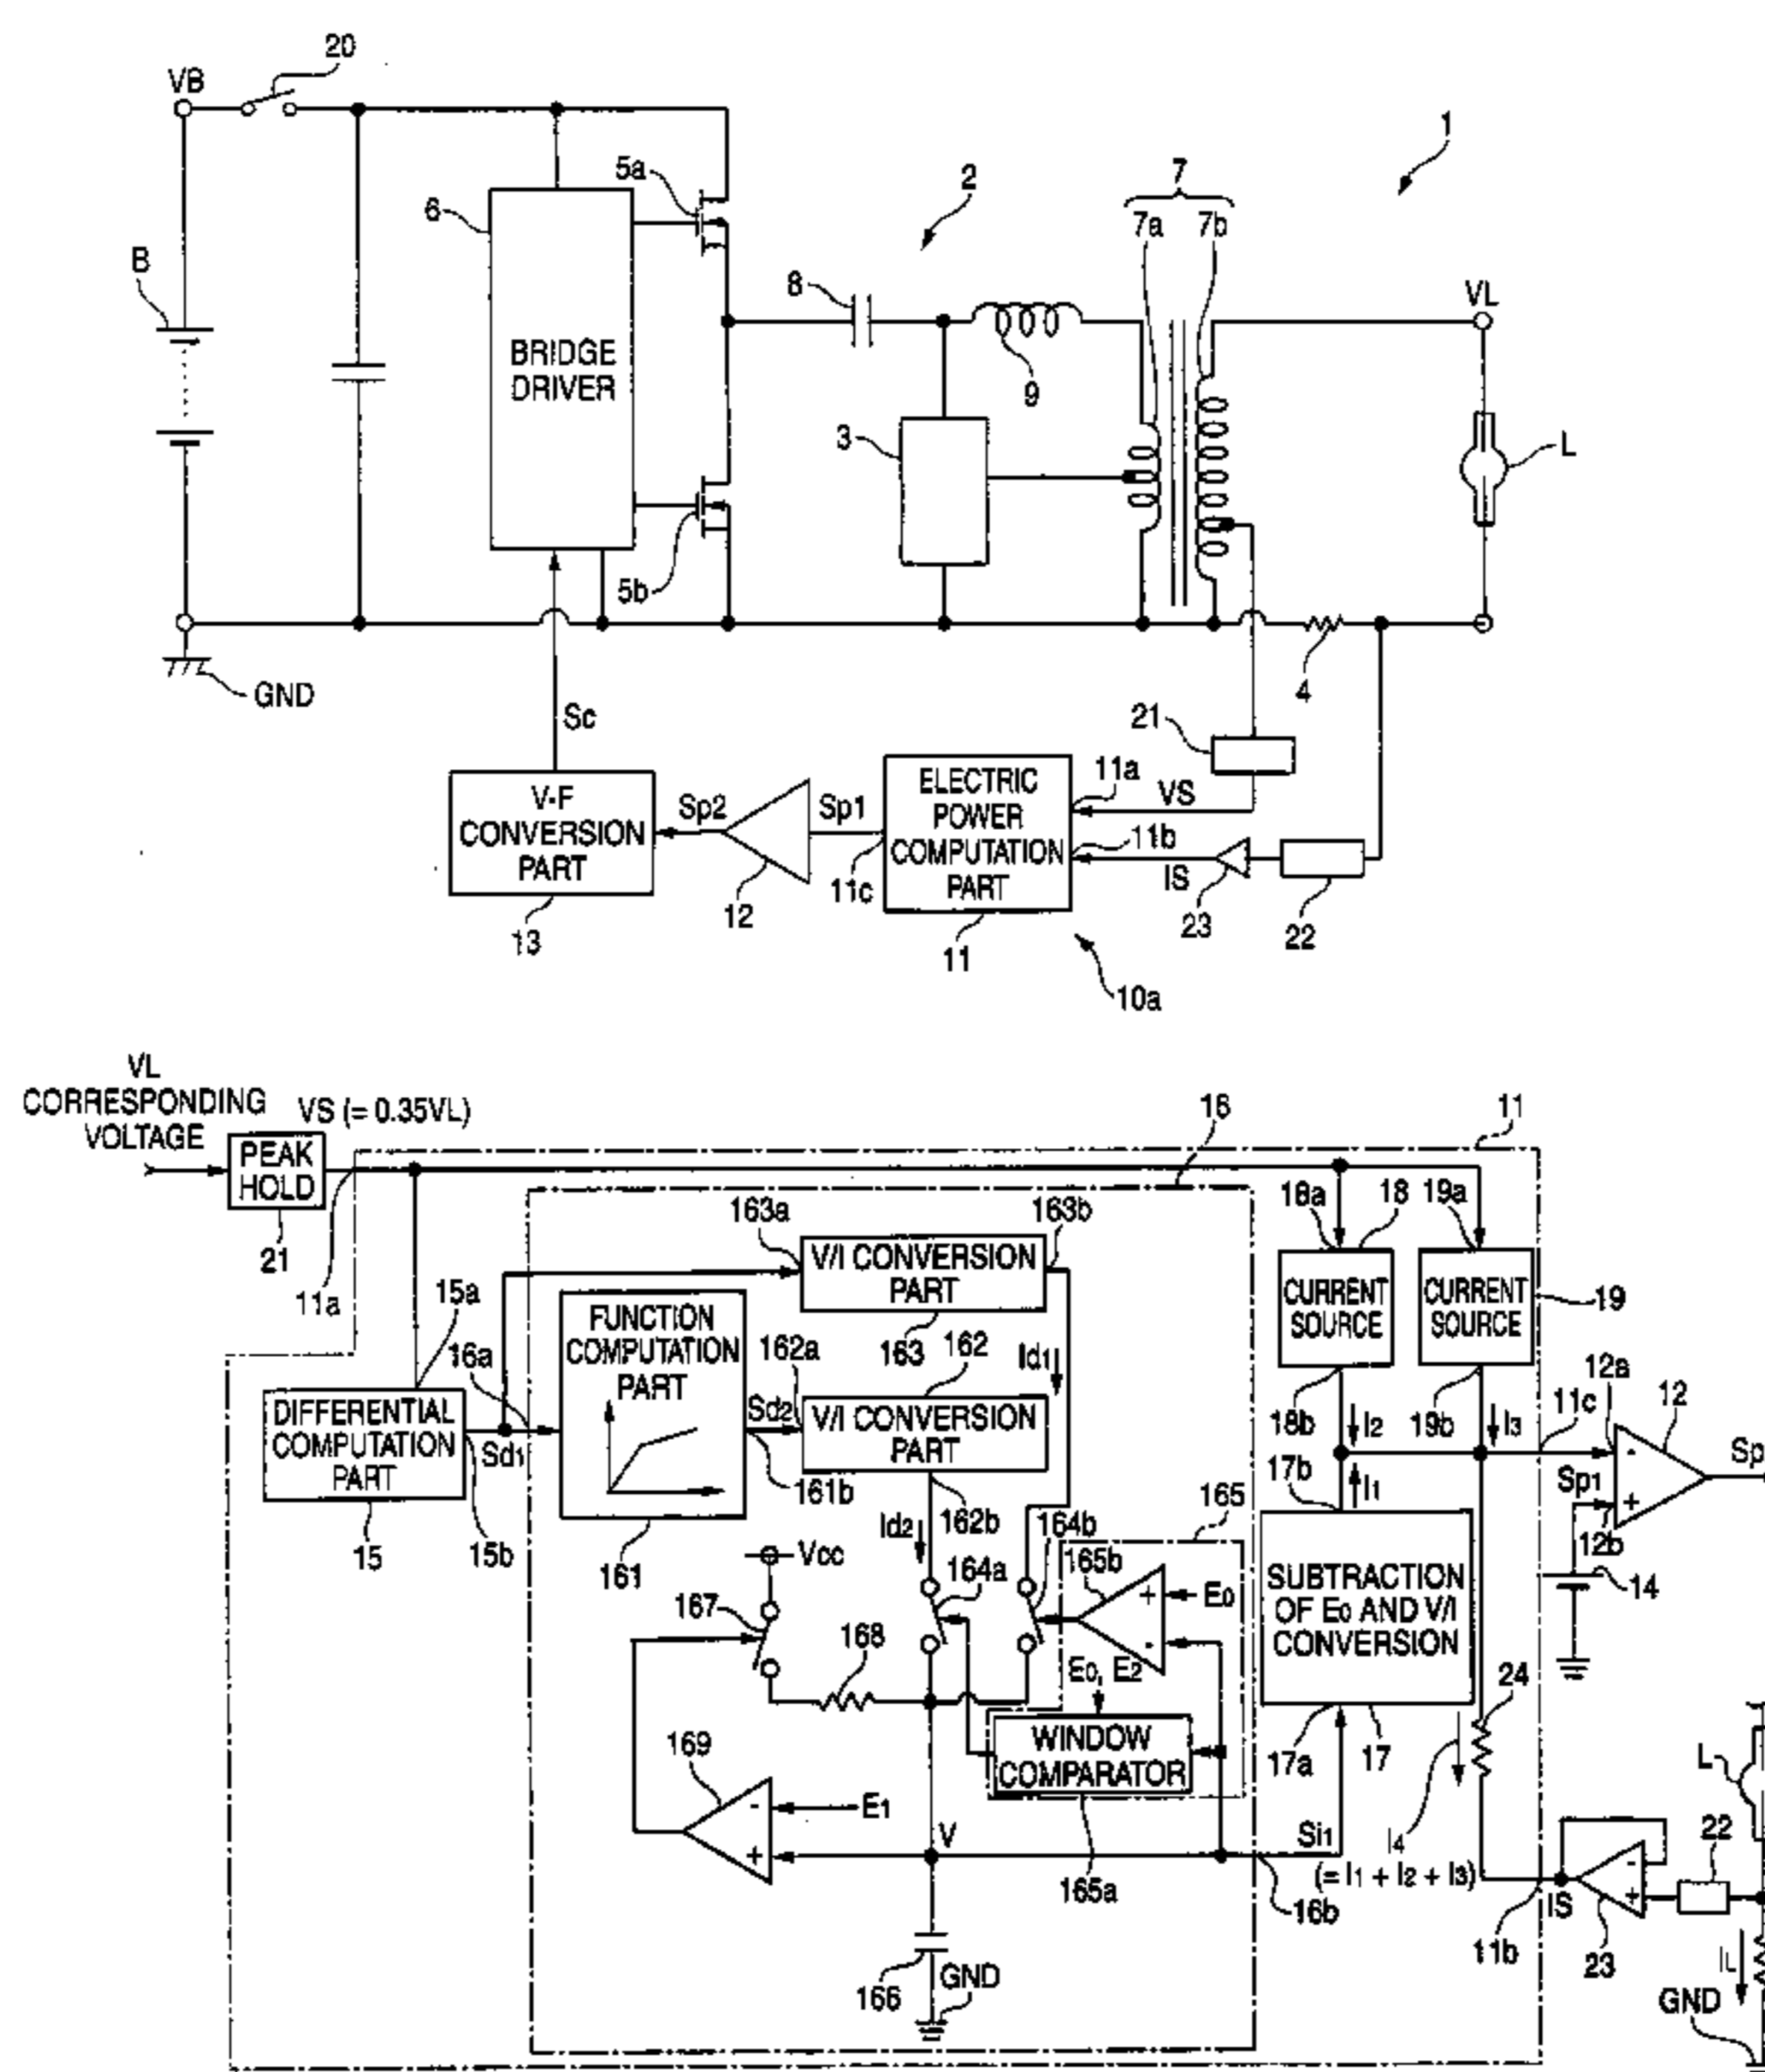 VB
20
1
5a
2
7
6
7a 7b
B
8
VL
BRIDGE
DRIVER
9
3
L
5b
4
GND
Sc
21
ELECTRIC
POWER
COMPUTATION
PART
11a
VS
V-F
CONVERSION
PART
Sp2
Sp1
11b
IS
11c
12
23
22
13
11
10a
VL
CORRESPONDING
VOLTAGE
VS (= 0.35VL)
16
11
PEAK
HOLD
21
11a
163a
163b
18a
18
19a
V/I CONVERSION
PART
163
CURRENT
SOURCE
CURRENT
SOURCE
19
15a
16a
FUNCTION
COMPUTATION
PART
162a
162
Id1
DIFFERENTIAL
COMPUTATION
PART
Sd1
Sd2
V/I CONVERSION
PART
18b
I2
19b
I3
11c
12a
12
-
+
Sp1
12b
Sp
15
15b
161
161b
Id2
162b
164b
165
17b
I1
14
Vcc
164a
165b
+
-
E0
SUBTRACTION
OF E0 AND V/I
CONVERSION
167
168
E0, E2
WINDOW
COMPARATOR
24
17a
17
L
169
-
+
E1
V
165a
Si1
I4
(= I1 + I2 + I3)
16b
22
-
+
IS
11b
23
IL
166
GND
GND